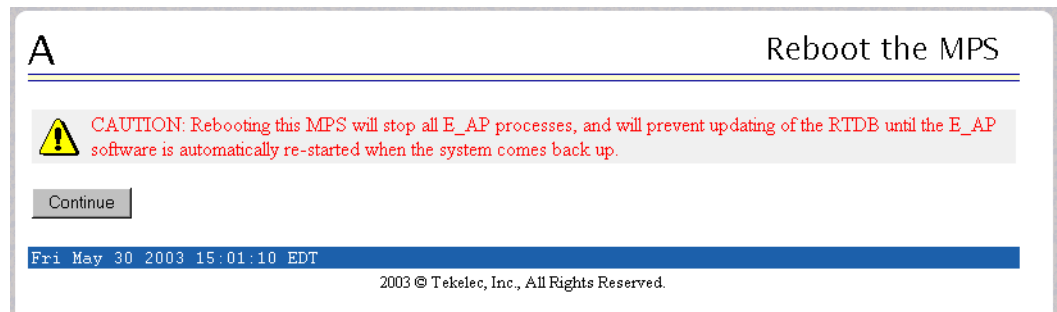 A
Reboot the MPS
CAUTION: Rebooting this MPS will stop all E_AP processes, and will prevent updating of the RTDB until the E_AP
software is automatically re-started when the system comes back up.
Continue
Fri May 30 2003 15:01:10 EDT
2003 © Tekelec, Inc., All Rights Reserved.